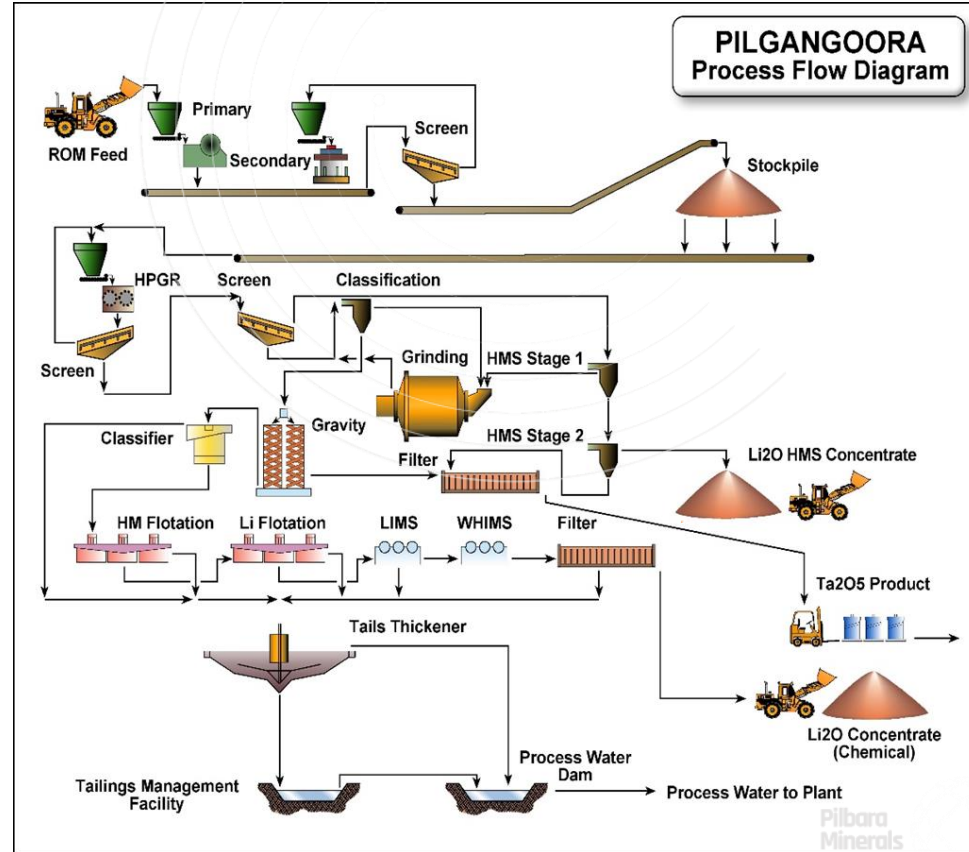 PILGANGOORA
Process Flow Diagram
ROM Feed
Primary
Secondary
Screen
Stockpile
HPGR
Screen
Screen
Classification
Grinding
HMS Stage 1
HMS Stage 2
Classifier
Gravity
Filter
Li2O HMS Concentrate
HM Flotation
Li Flotation
LIMS
WHIMS
Filter
Ta2O5 Product
Tails Thickener
Li2O Concentrate
(Chemical)
Tailings Management
Facility
Process Water
Dam
Process Water to Plant
Pilbara
Minerals